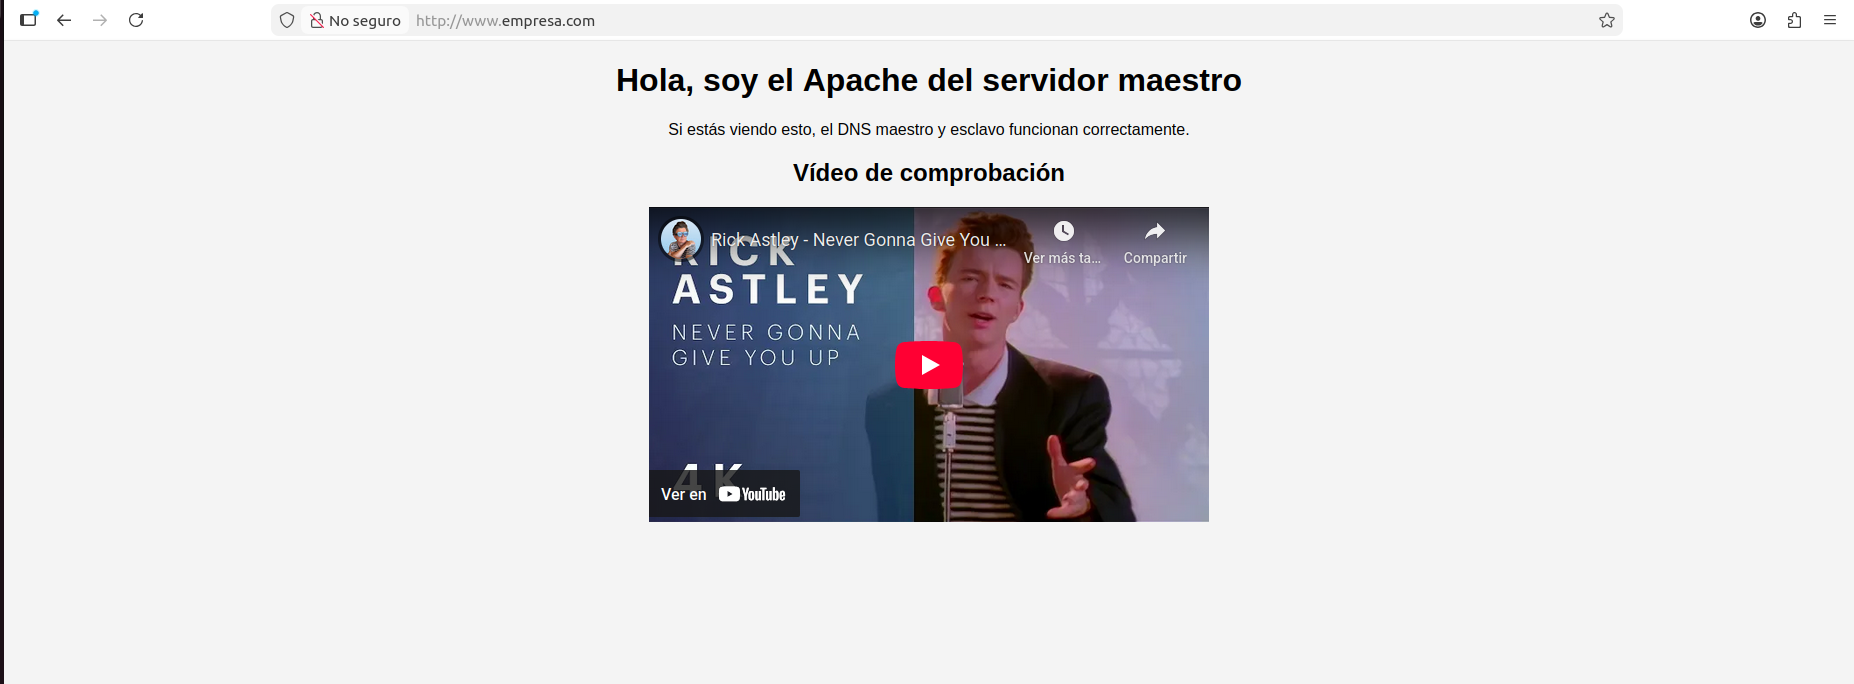 No seguro http://www.empresa.com
Hola, soy el Apache del servidor maestro
Si estás viendo esto, el DNS maestro y esclavo funcionan correctamente.
Vídeo de comprobación
Rick Astley - Never Gonna Give You ...
Ver más ta...
Compartir
RICK
ASTLEY
NEVER GONNA
GIVE YOU UP
4K
Ver en YouTube